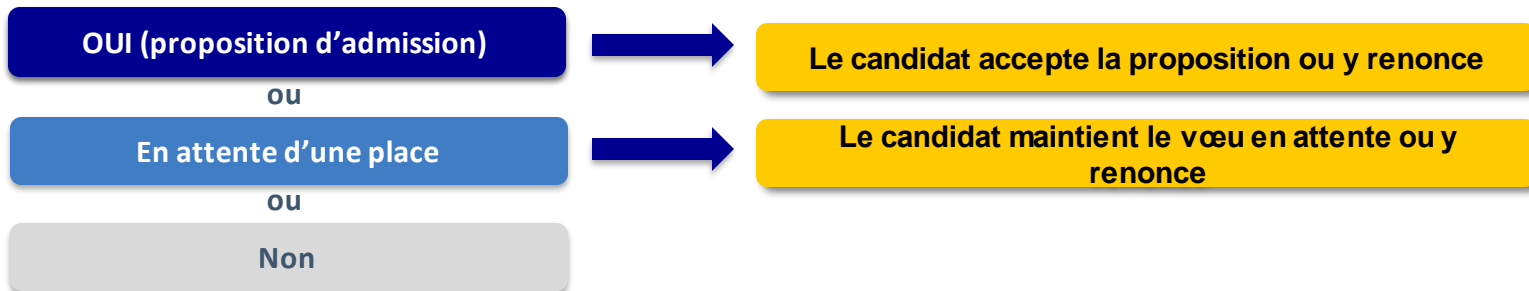 OUI (proposition d’admission)
Le candidat accepte la proposition ou y renonce
ou
En attente d’une place
Le candidat maintient le vœu en attente ou y
renonce
ou
Non